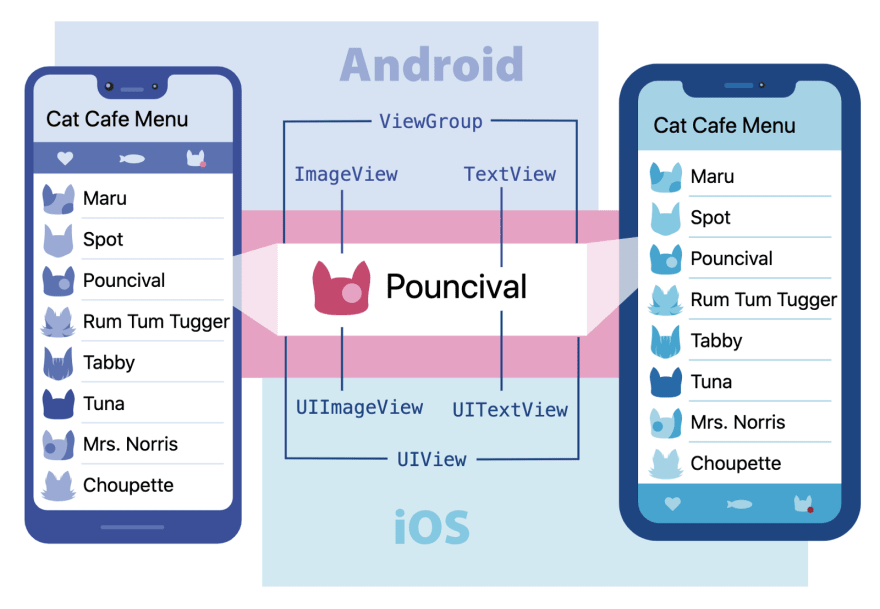 Android
Cat Cafe Menu
Maru
Spot
Pouncival
Rum Tum Tugger
Tabby
Tuna
Mrs. Norris
Choupette
ViewGroup
ImageView
TextView
Pouncival
UIImageView
UITextView
UIView
iOS
Cat Cafe Menu
Maru
Spot
Pouncival
Rum Tum Tugger
Tabby
Tuna
Mrs. Norris
Choupette